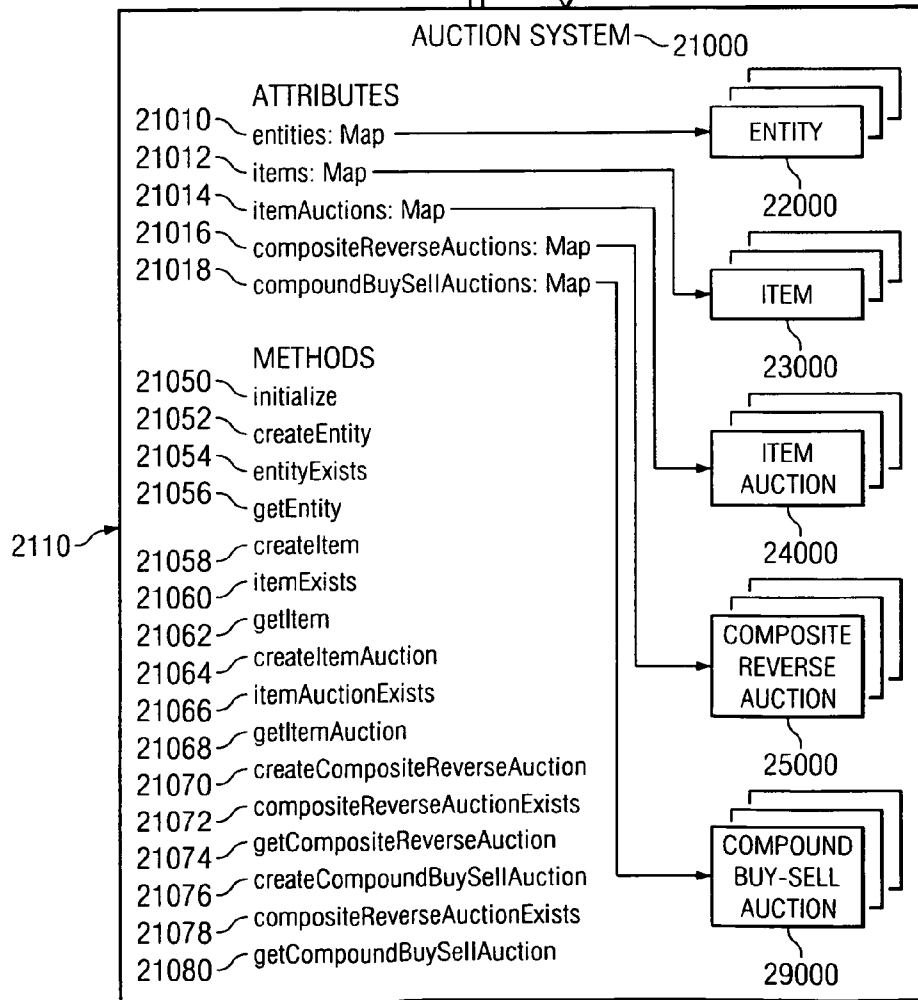 AUCTION SYSTEM 21000
ATTRIBUTES
21010 entities: Map
21012 items: Map
21014 itemAuctions: Map
21016 compositeReverseAuctions: Map
21018 compoundBuySellAuctions: Map
METHODS
21050 initialize
21052 createEntity
21054 entityExists
21056 getEntity
21058 createItem
21060 itemExists
21062 getItem
21064 createItemAuction
21066 itemAuctionExists
21068 getItemAuction
21070 createCompositeReverseAuction
21072 compositeReverseAuctionExists
21074 getCompositeReverseAuction
21076 createCompoundBuySellAuction
21078 compositeReverseAuctionExists
21080 getCompoundBuySellAuction
2110
ENTITY
22000
ITEM
23000
ITEM
AUCTION
24000
COMPOSITE
REVERSE
AUCTION
25000
COMPOUND
BUY-SELL
AUCTION
29000